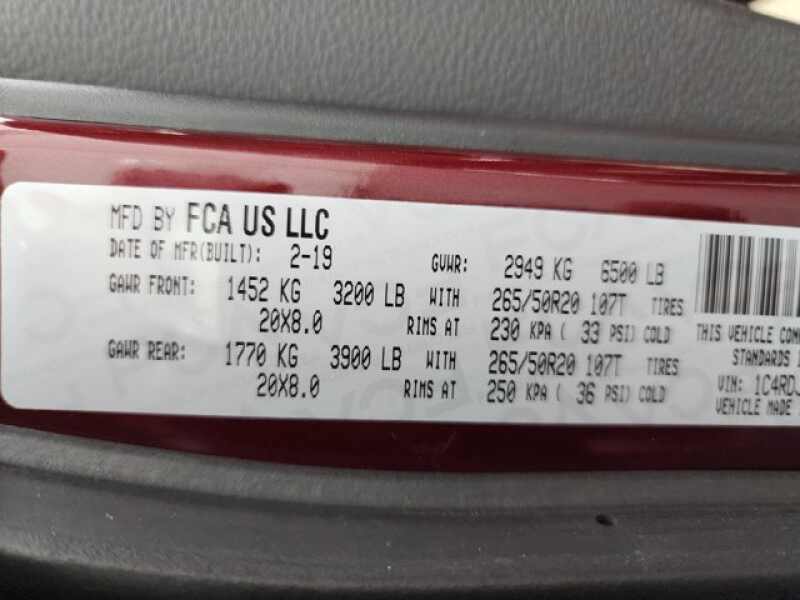 MFD BY FCA US LLC
DATE OF MFR(BUILT): 2-19 GVWR: 2949 KG 6500 LB
GAWR FRONT: 1452 KG 3200 LB WITH 265/50R20 107T TIRES
20X8.0 RIMS AT 230 KPA ( 33 PSI) COLD
THIS VEHICLE
GAWR REAR: 1770 KG 3900 LB WITH 265/50R20 107T TIRES
STANDARDS
20X8.0 RIMS AT 250 KPA ( 36 PSI) COLD
VIN: 1C4RDJ
VEHICLE MADE